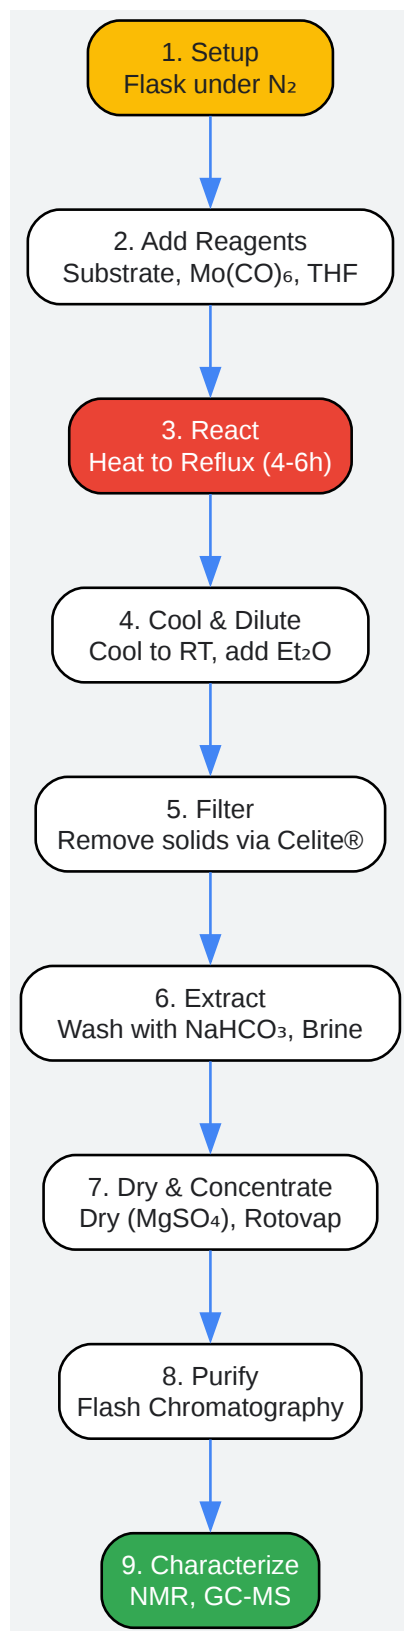 1. Setup
Flask under N₂
2. Add Reagents
Substrate, Mo(CO)₆, THF
3. React
Heat to Reflux (4-6h)
4. Cool & Dilute
Cool to RT, add Et₂O
5. Filter
Remove solids via Celite®
6. Extract
Wash with NaHCO₃, Brine
7. Dry & Concentrate
Dry (MgSO₄), Rotovap
8. Purify
Flash Chromatography
9. Characterize
NMR, GC-MS